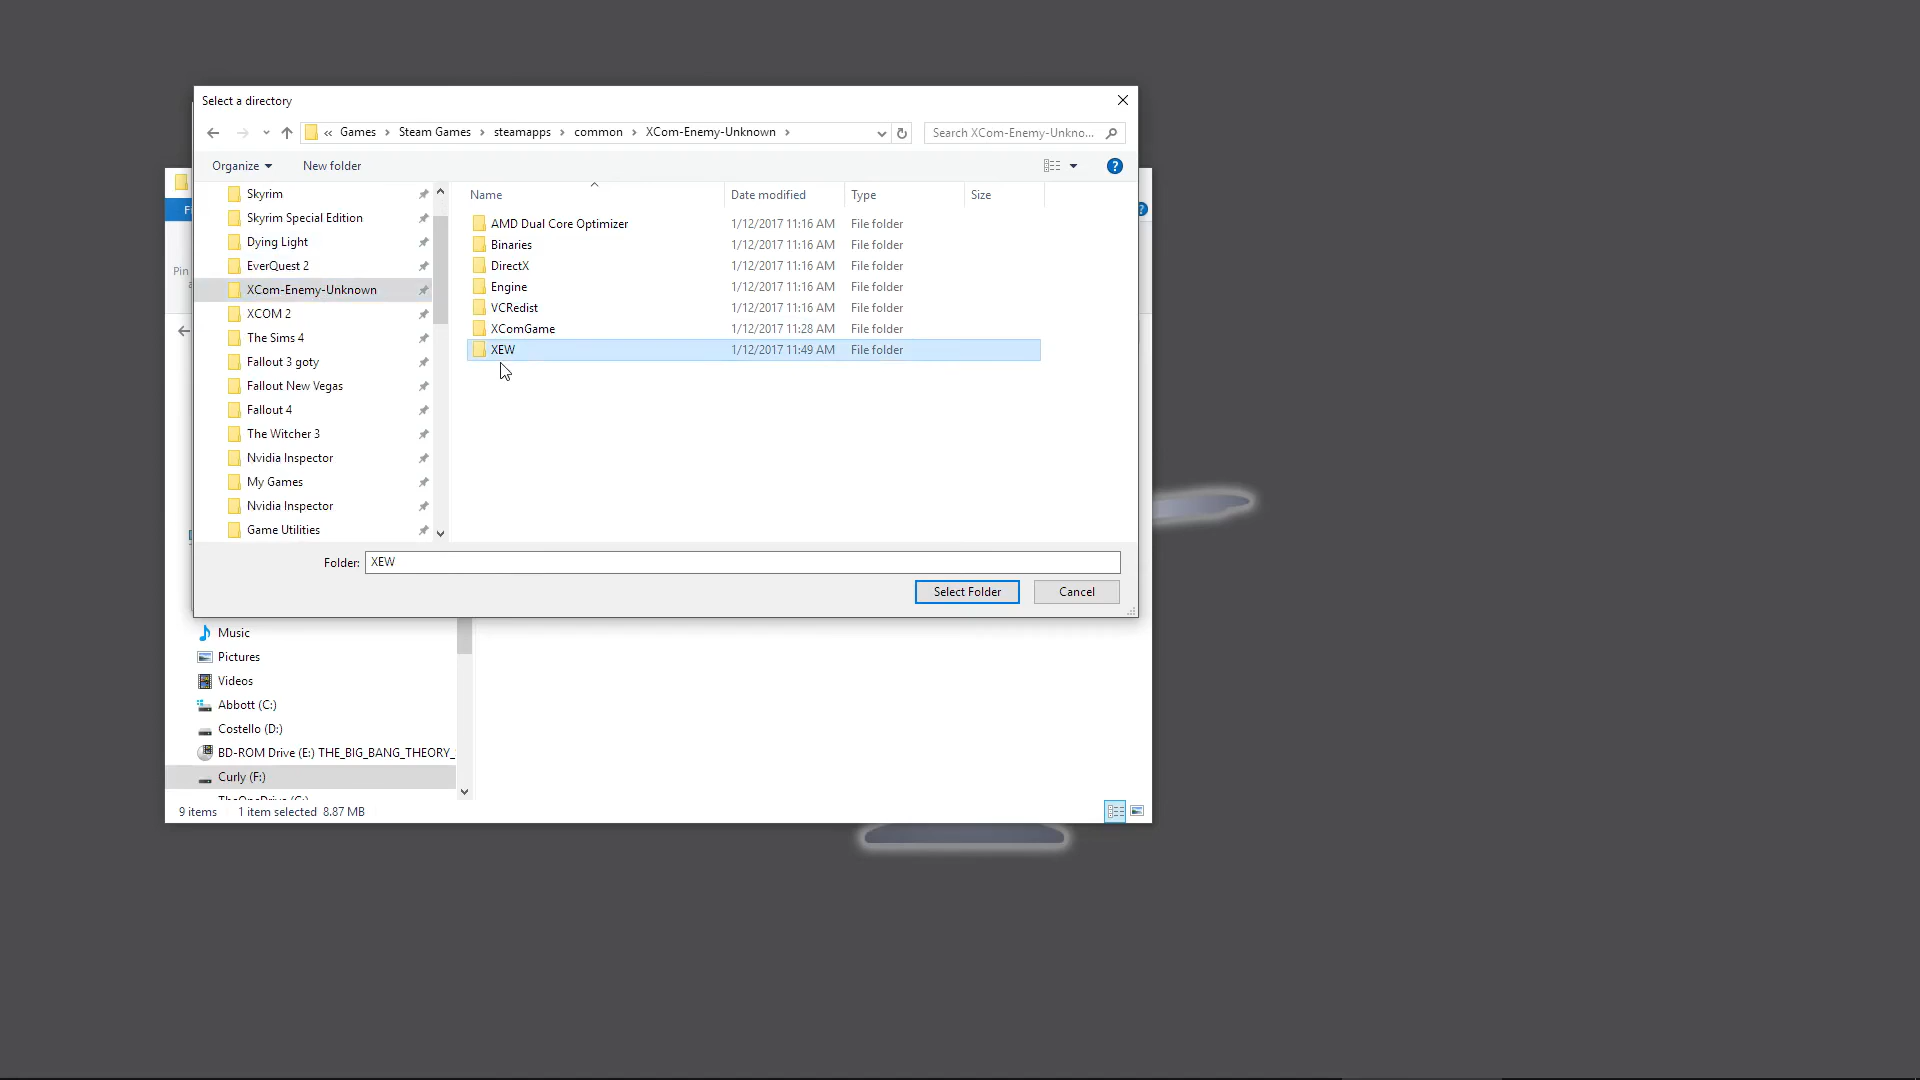 Select a directory
« Games › Steam Games › steamapps › common › XCom-Enemy-Unknown ›
Search XCom-Enemy-Unkno...
Organize
New folder
?
Skyrim
Skyrim Special Edition
Dying Light
EverQuest 2
XCom-Enemy-Unknown
XCOM 2
The Sims 4
Fallout 3 goty
Fallout New Vegas
Fallout 4
The Witcher 3
Nvidia Inspector
My Games
Nvidia Inspector
Game Utilities
Name Date modified Type Size
AMD Dual Core Optimizer 1/12/2017 11:16 AM File folder
Binaries 1/12/2017 11:16 AM File folder
DirectX 1/12/2017 11:16 AM File folder
Engine 1/12/2017 11:16 AM File folder
VCRedist 1/12/2017 11:16 AM File folder
XComGame 1/12/2017 11:28 AM File folder
XEW 1/12/2017 11:49 AM File folder
Folder: XEW
Select Folder
Cancel
Pin
Music
Pictures
Videos
Abbott (C:)
Costello (D:)
BD-ROM Drive (E:) THE_BIG_BANG_THEORY_
Curly (F:)
9 items 1 item selected 8.87 MB